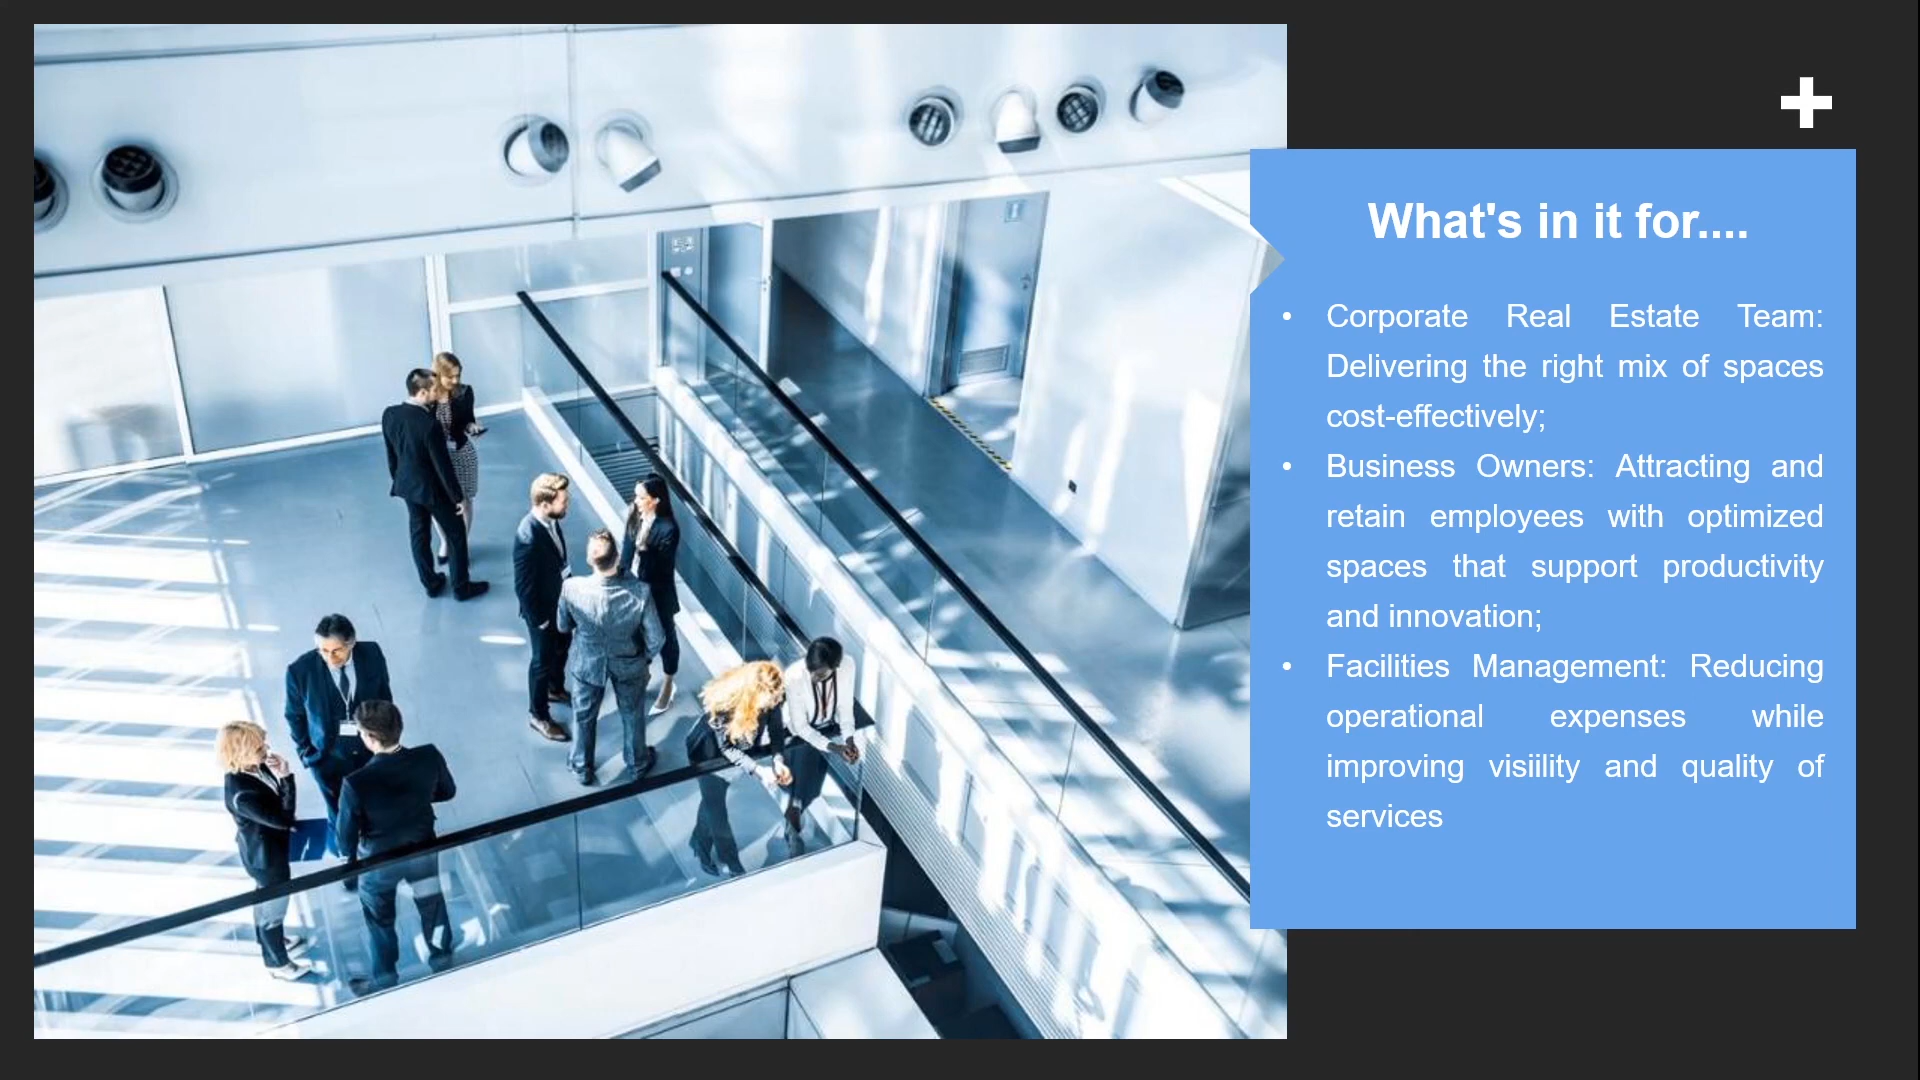 What's in it for....
• Corporate Real Estate Team:
Delivering the right mix of spaces
cost-effectively;
• Business Owners: Attracting and
retain employees with optimized
spaces that support productivity
and innovation;
• Facilities Management: Reducing
operational expenses while
improving visiility and quality of
services